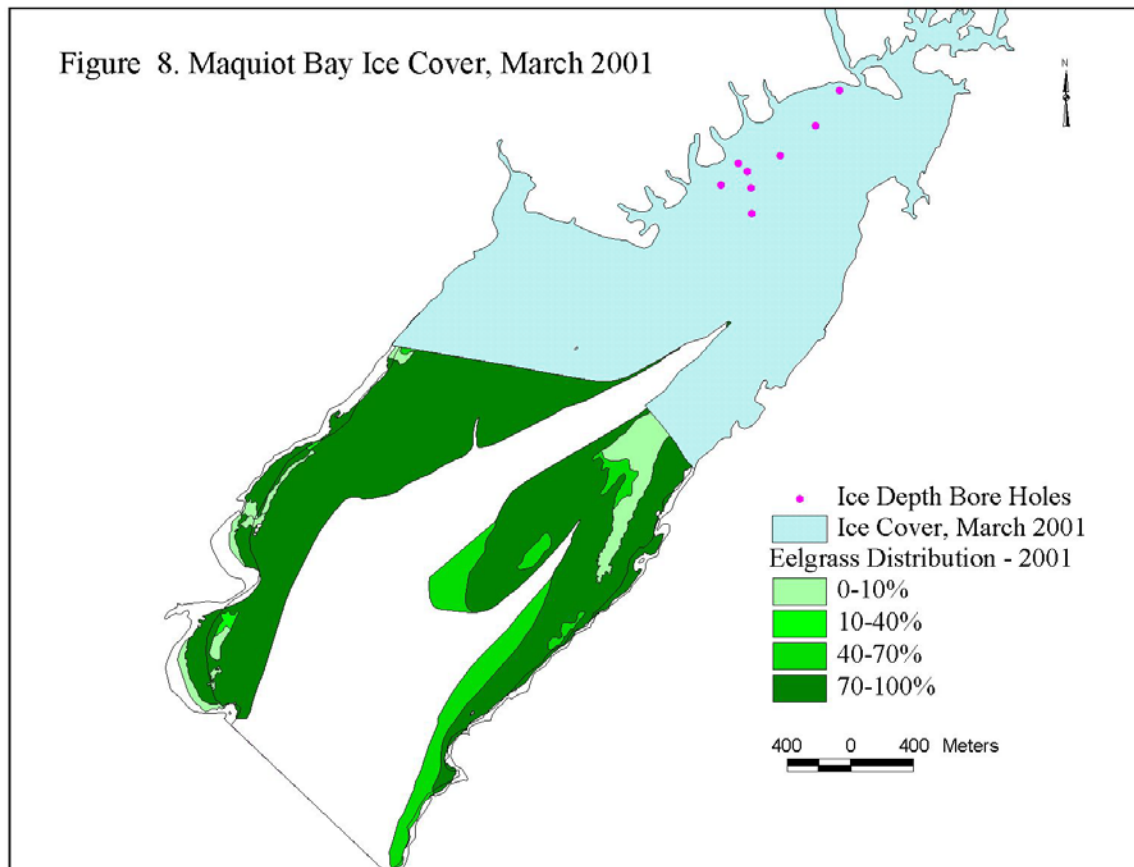 Figure 8. Maquiot Bay Ice Cover, March 2001
N
Ice Depth Bore Holes
Ice Cover, March 2001
Eelgrass Distribution - 2001
0-10%
10-40%
40-70%
70-100%
400 0 400 Meters